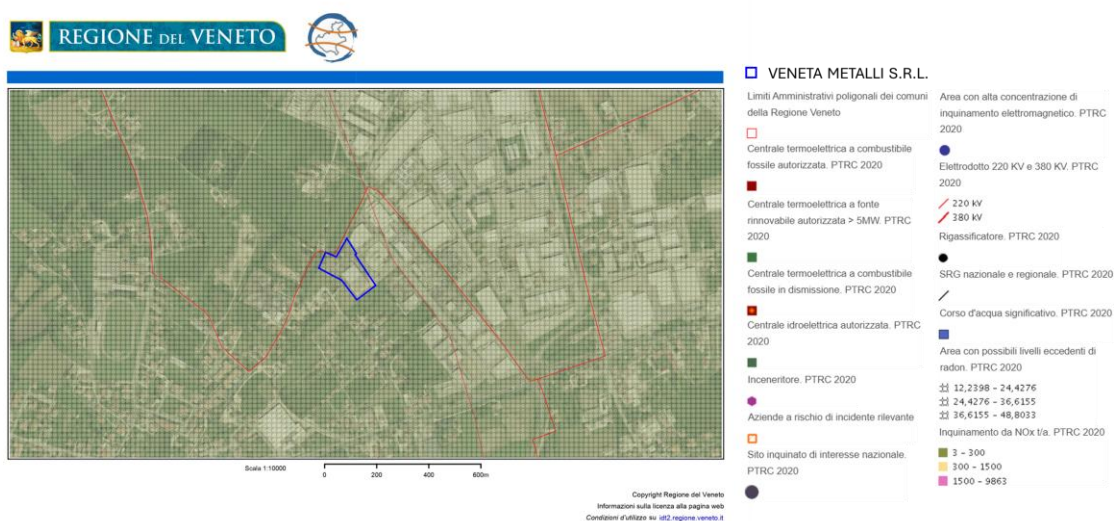 REGIONE DEL VENETO
VENETA METALLI S.R.L.
Limiti Amministrativi poligonali dei comuni
della Regione Veneto
Centrale termoelettrica a combustibile
fossile autorizzata. PTRC 2020
Centrale termoelettrica a fonte
rinnovabile autorizzata > 5MW. PTRC
2020
Centrale termoelettrica a combustibile
fossile in dismissione. PTRC 2020
Centrale idroelettrica autorizzata. PTRC
2020
Inceneritore. PTRC 2020
Aziende a rischio di incidente rilevante
Sito inquinato di interesse nazionale.
PTRC 2020
Area con alta concentrazione di
inquinamento elettromagnetico. PTRC
2020
Elettrodotto 220 KV e 380 KV. PTRC
2020
220 kV
380 kV
Rigassificatore. PTRC 2020
SRG nazionale e regionale. PTRC 2020
Corso d'acqua significativo. PTRC 2020
Area con possibili livelli eccedenti di
radon. PTRC 2020
12,2398 - 24,4276
24,4276 - 36,6155
36,6155 - 48,8033
Inquinamento da NOx t/a. PTRC 2020
3 - 300
300 - 1500
1500 - 9863
Scala 1:10000
0 200 400 600m
Copyright Regione del Veneto
Informazioni sulla licenza alla pagina web
Condizioni d'utilizzo su idt2.regione.veneto.it